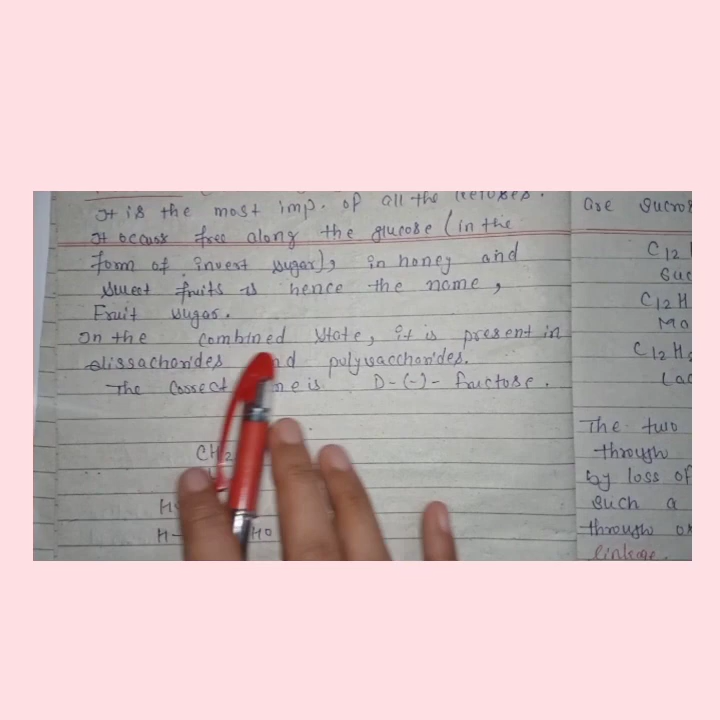 It is the most imp. of all the ketoses.
It occurs free along the glucose (in the
form of invert sugar), in honey and
sweet fruits is hence the name,
Fruit sugar.
In the combined state, it is present in
dissacharides and polysaccharides.
The correct is D-(-)- fructose.
CH2
H
HO
are sucros
C12 H
Suc
C12 H
Ma
C12 H2
Lac
The two
through
by loss of
such a
through ox
linkage.